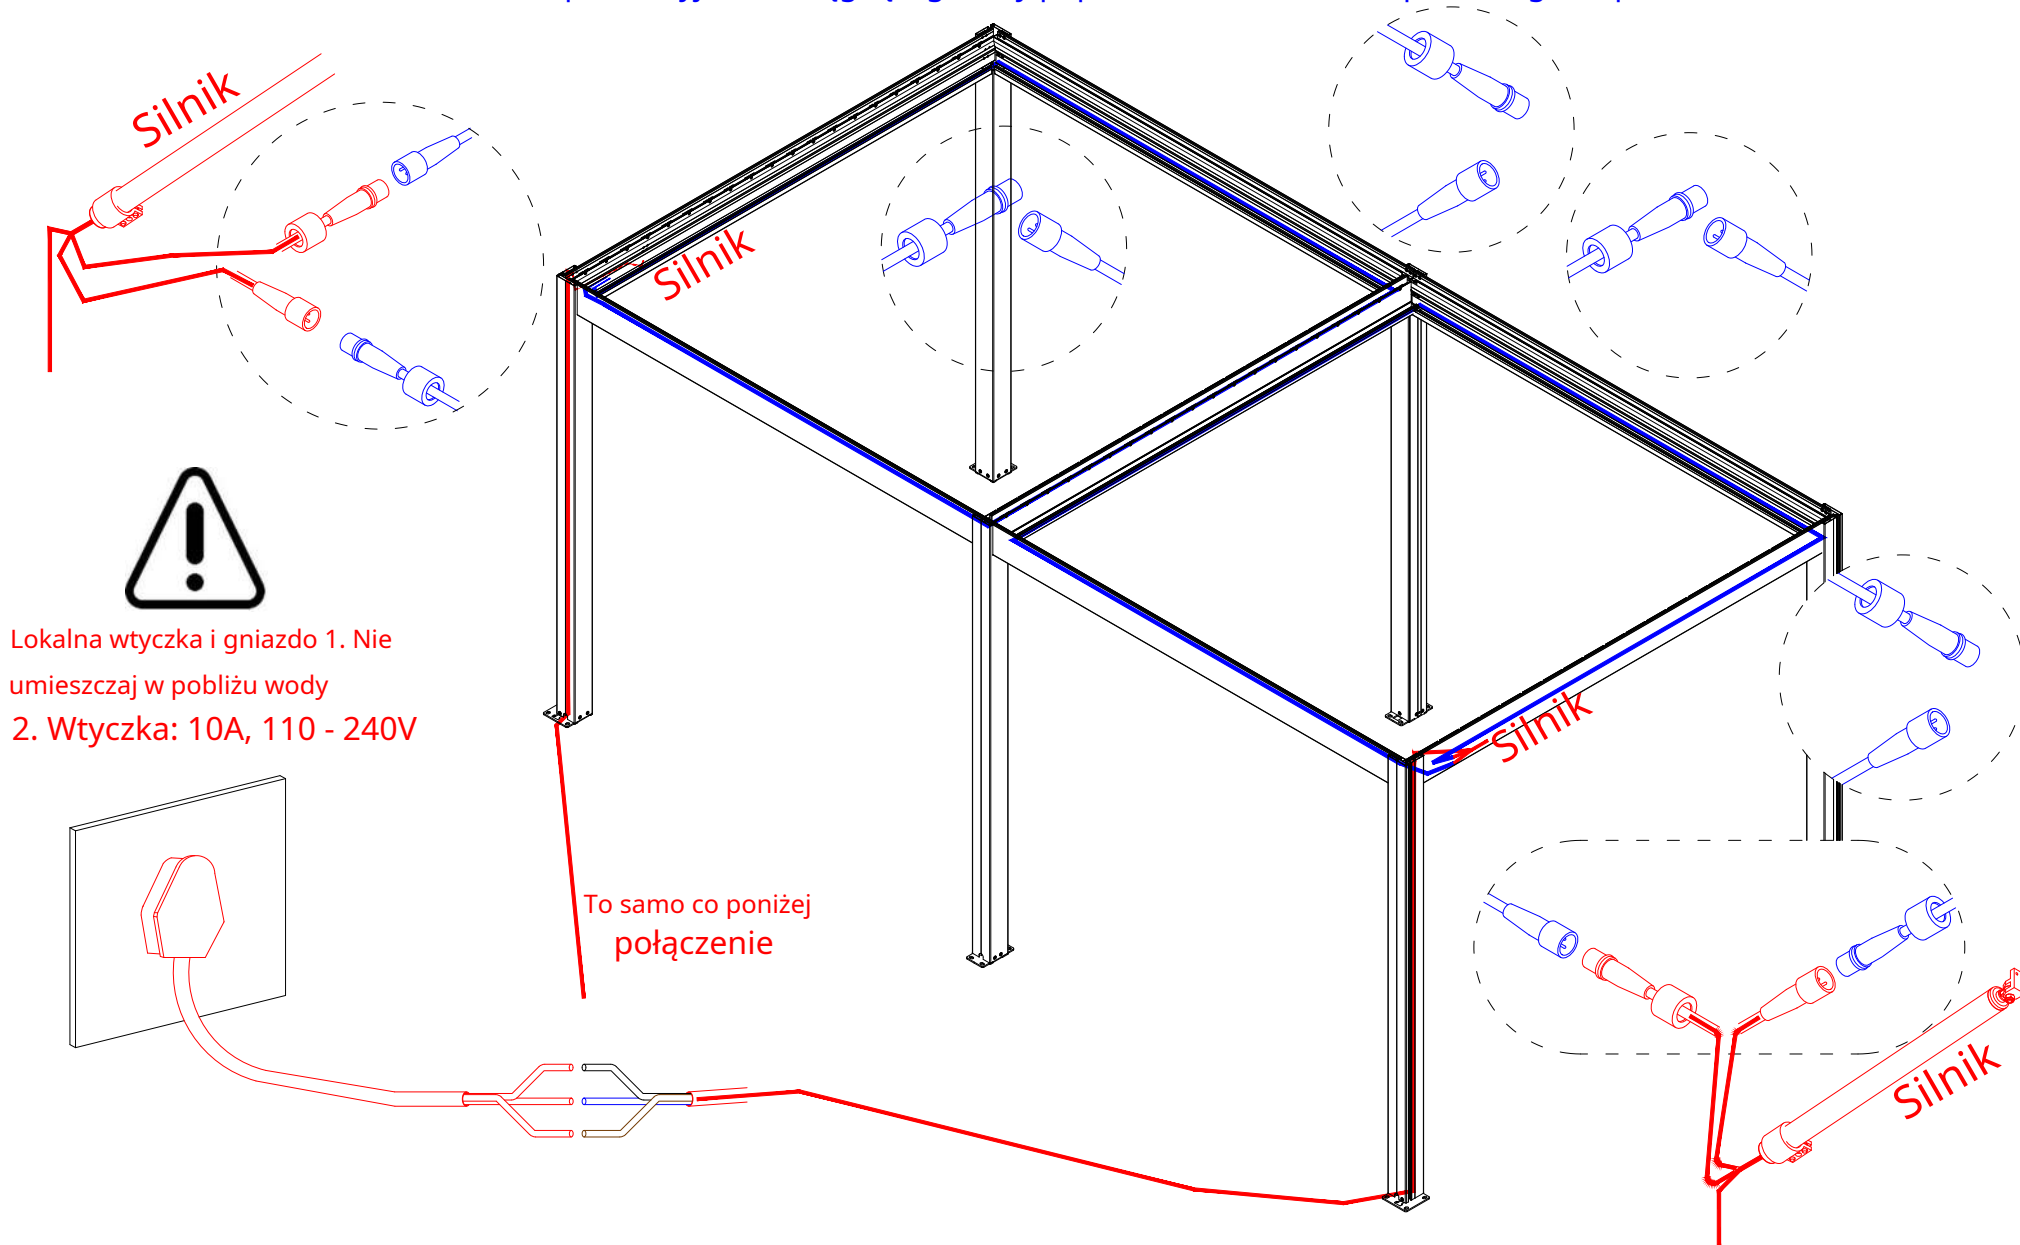 Silnik
Silnik
Lokalna wtyczka i gniazdo 1. Nie
umieszczaj w pobliżu wody
2. Wtyczka: 10A, 110 - 240V
Silnik
To samo co poniżej
połączenie
Silnik